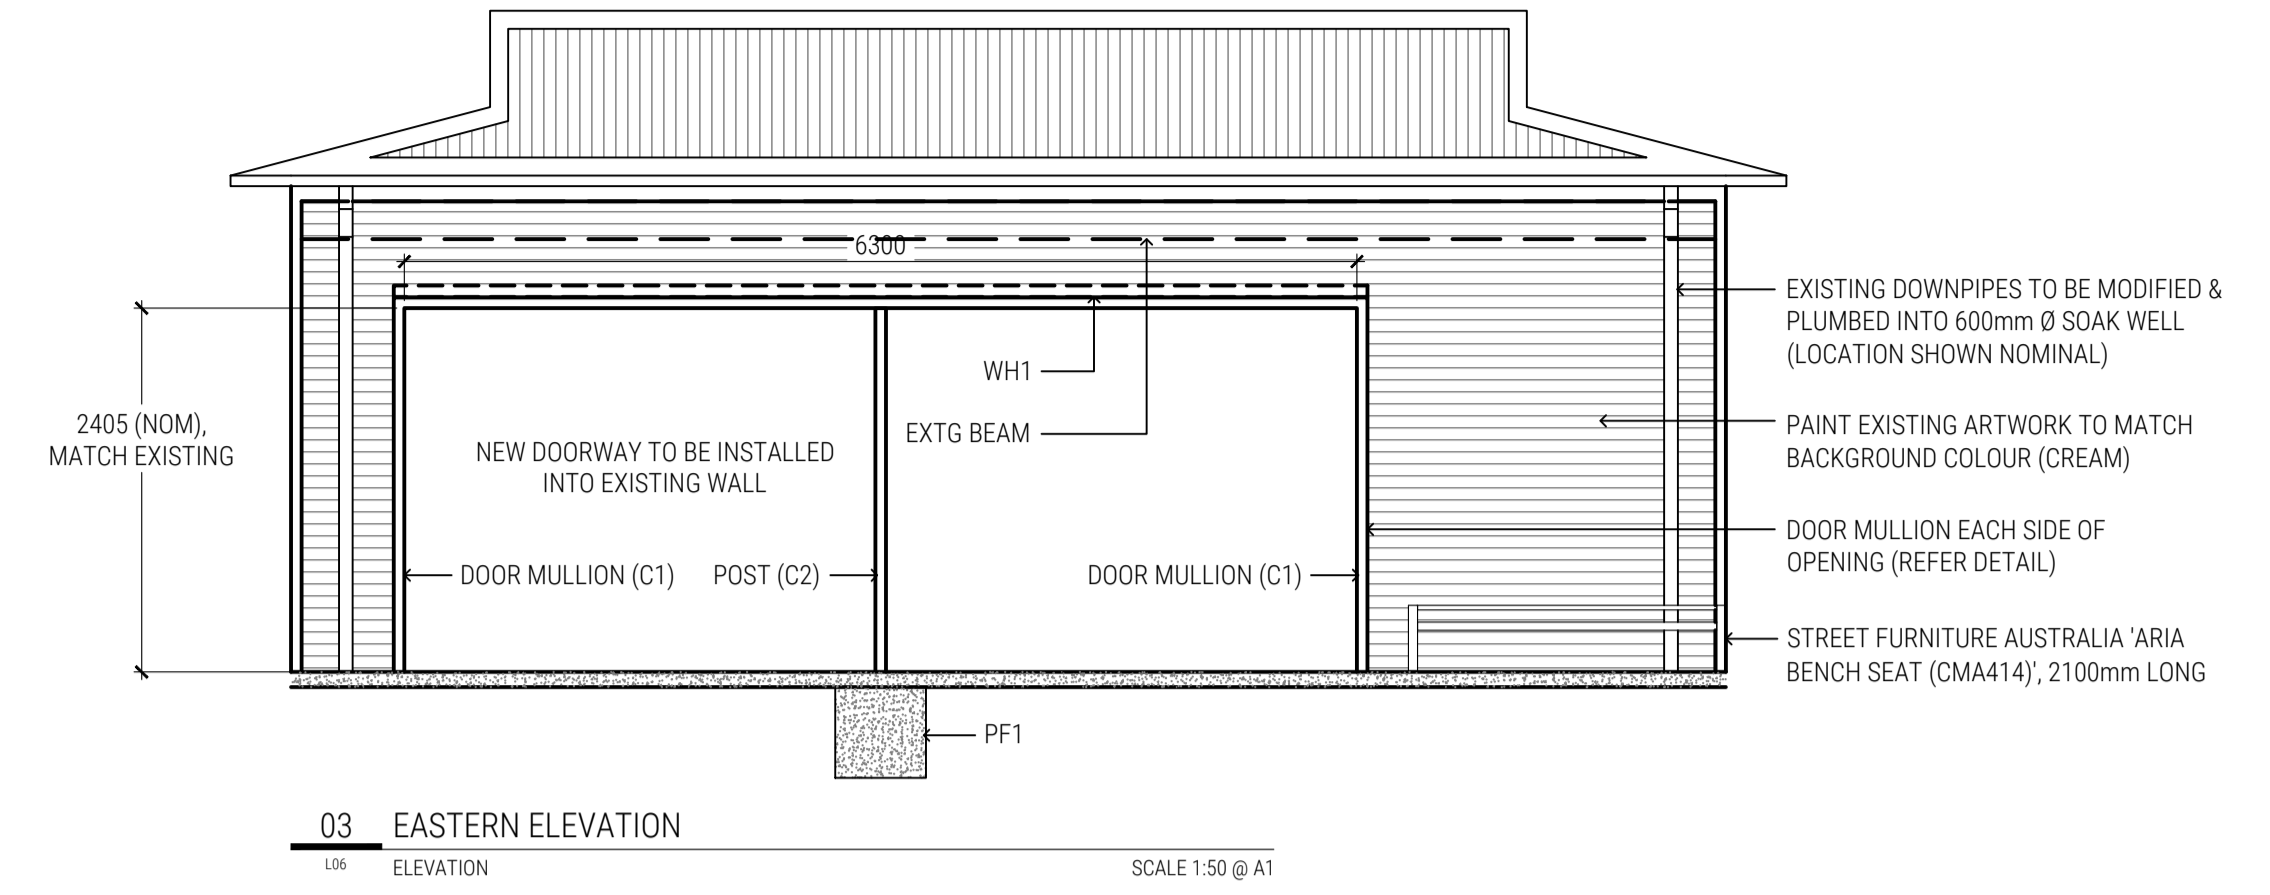 6300
EXISTING DOWNPIPES TO BE MODIFIED &
PLUMBED INTO 600mm Ø SOAK WELL
(LOCATION SHOWN NOMINAL)
WH1
2405 (NOM),
MATCH EXISTING
EXTG BEAM
PAINT EXISTING ARTWORK TO MATCH
BACKGROUND COLOUR (CREAM)
NEW DOORWAY TO BE INSTALLED
INTO EXISTING WALL
DOOR MULLION EACH SIDE OF
OPENING (REFER DETAIL)
DOOR MULLION (C1)
POST (C2)
DOOR MULLION (C1)
STREET FURNITURE AUSTRALIA 'ARIA
BENCH SEAT (CMA414)', 2100mm LONG
PF1
03 EASTERN ELEVATION
L06 ELEVATION SCALE 1:50 @ A1